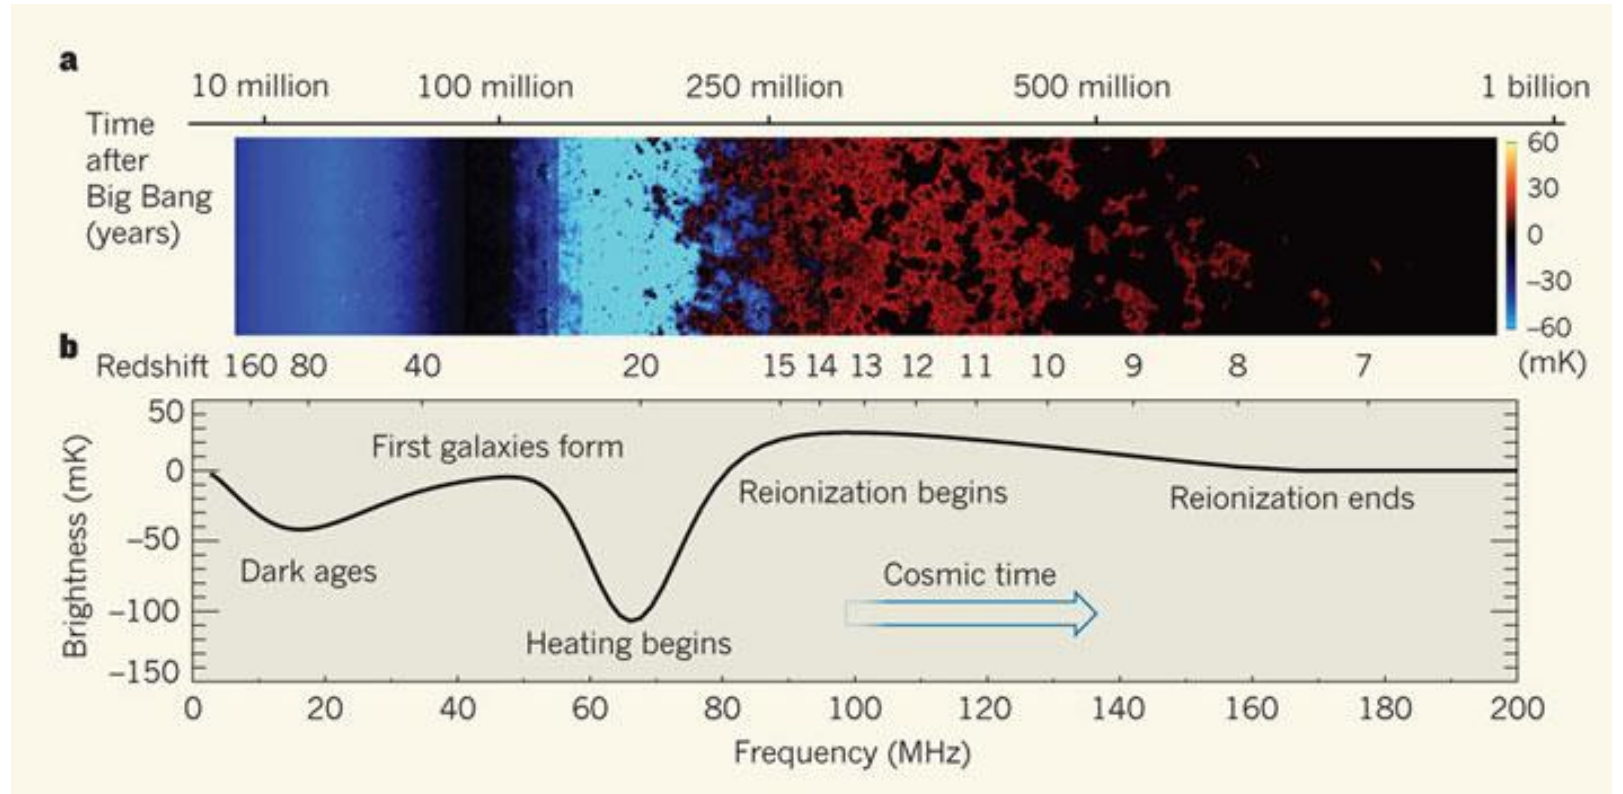 a
10 million 100 million 250 million 500 million 1 billion
Time
after
Big Bang
(years)
60
30
0
–30
–60
(mK)
b
Redshift 160 80 40 20 15 14 13 12 11 10 9 8 7
50
0
–50
–100
–150
Brightness (mK)
First galaxies form
Dark ages
Heating begins
Reionization begins
Reionization ends
Cosmic time
0 20 40 60 80 100 120 140 160 180 200
Frequency (MHz)